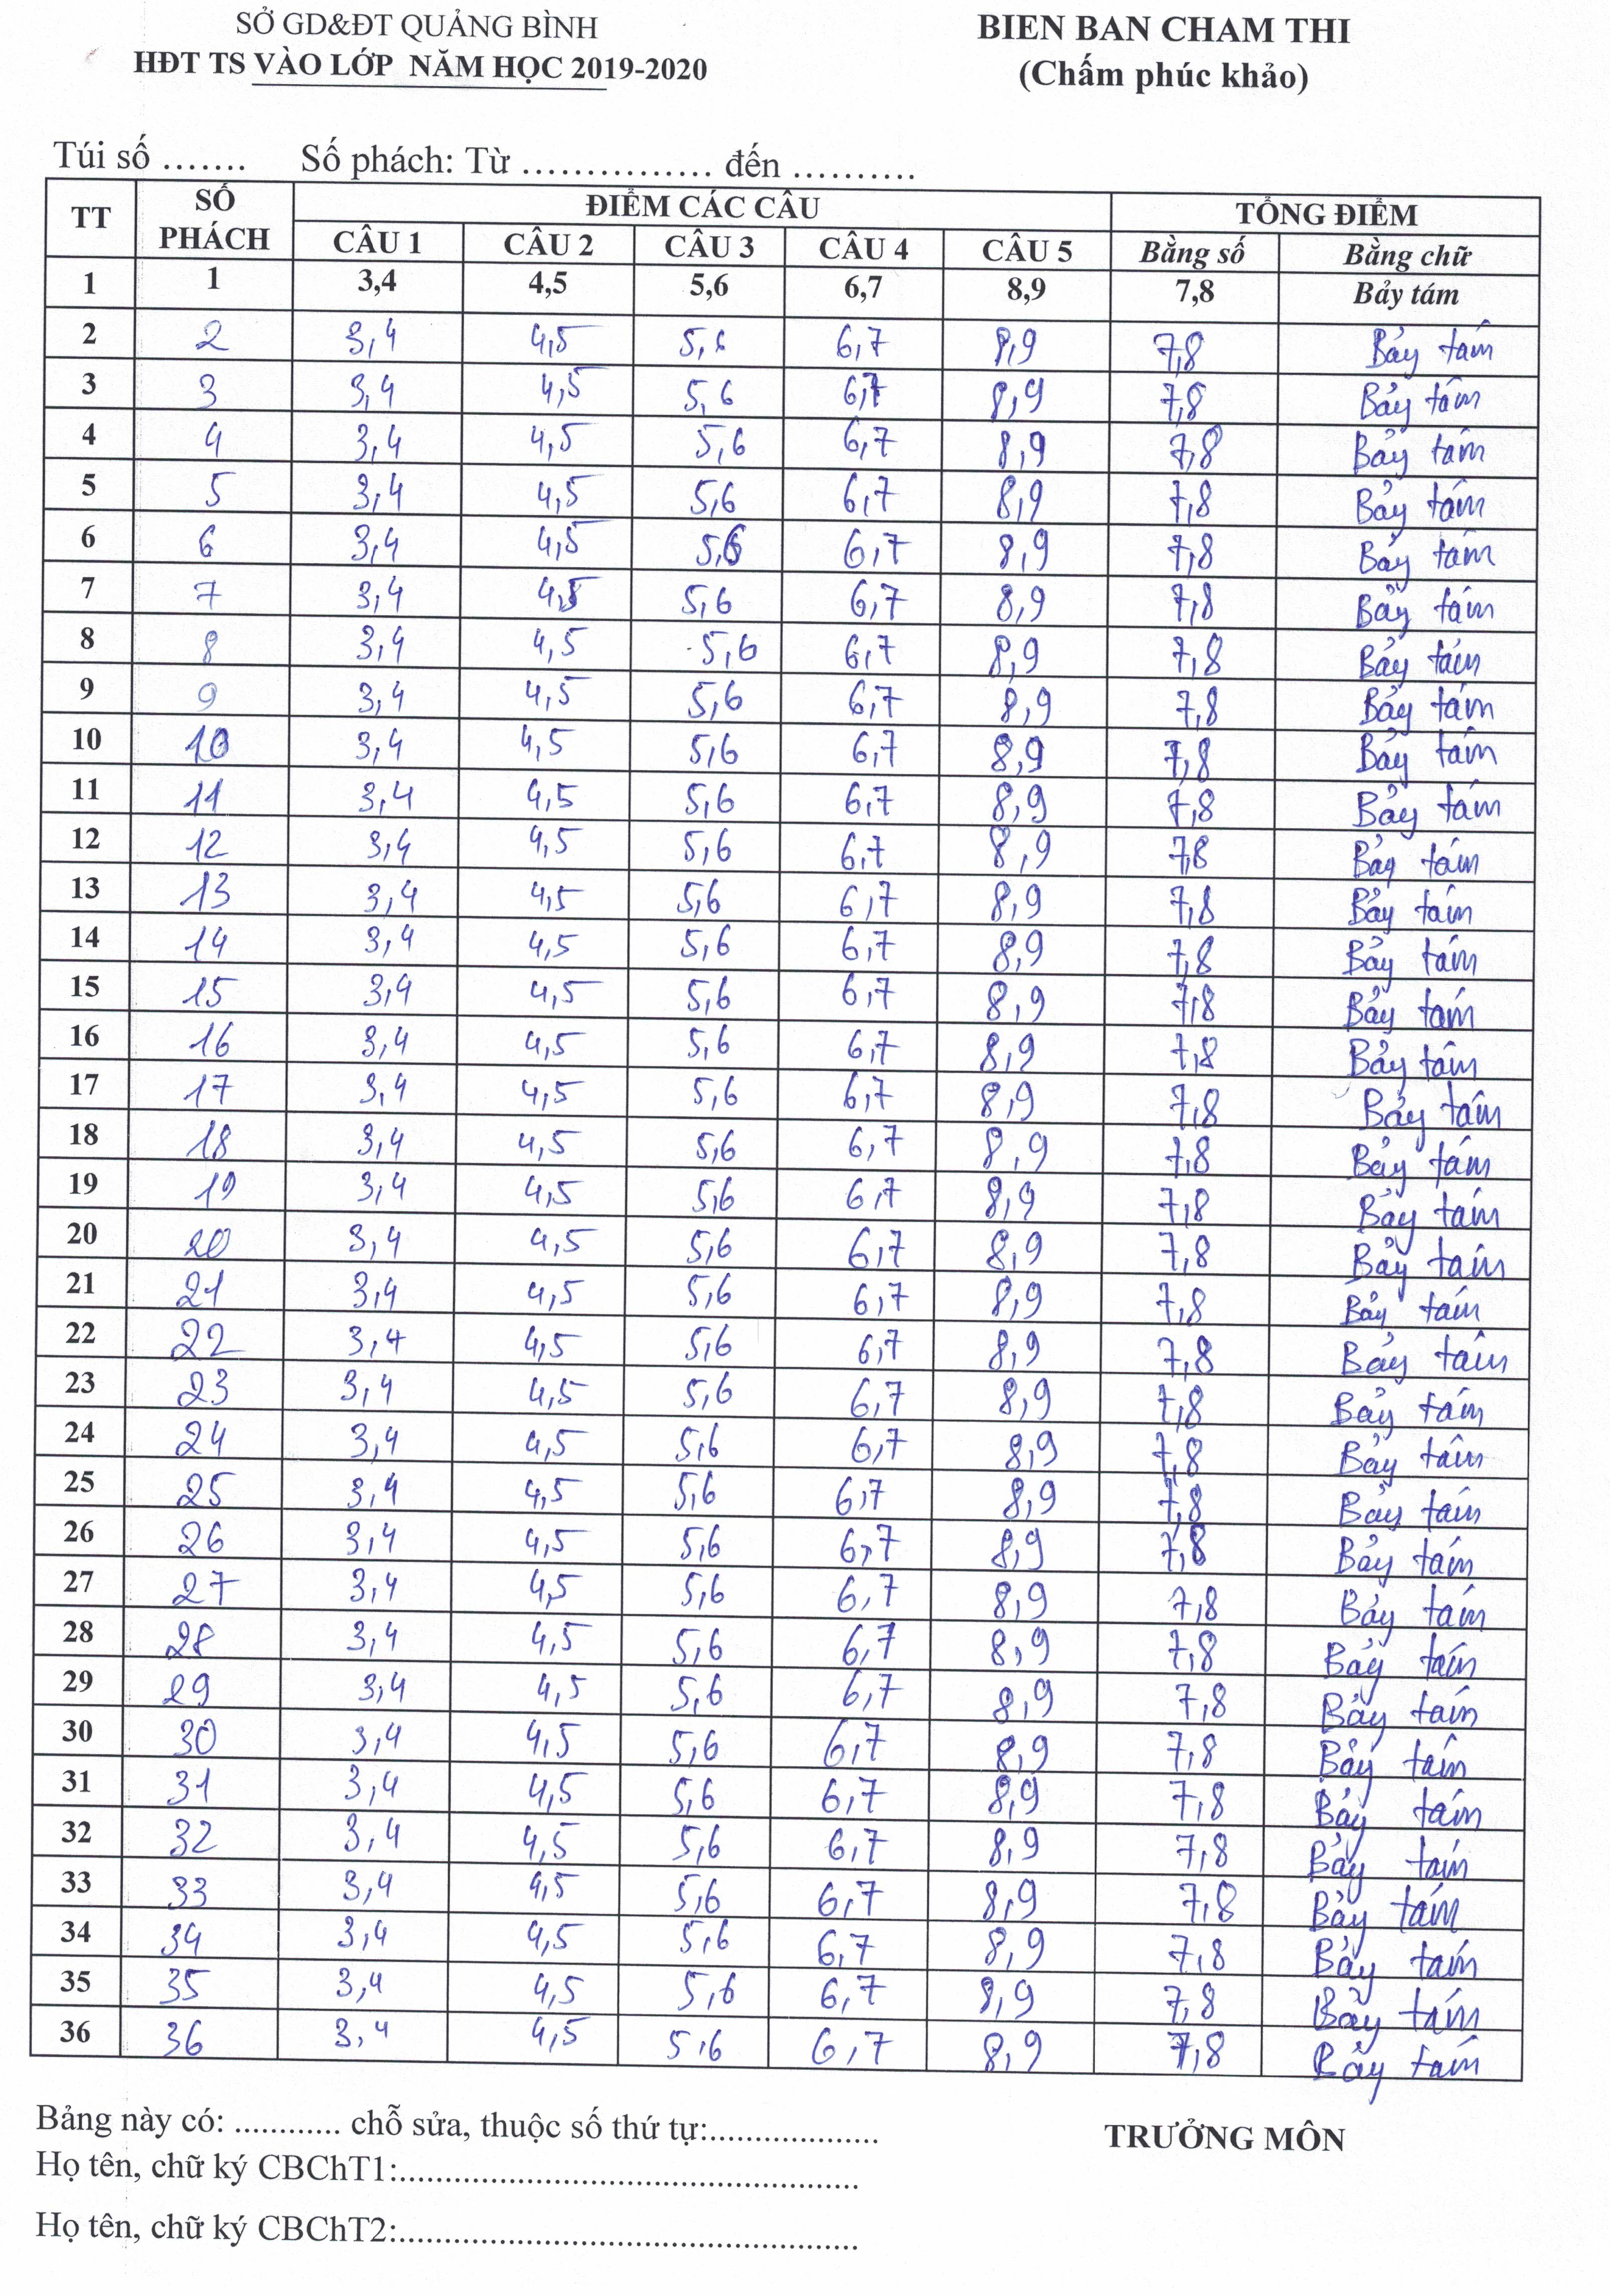 SỞ GD&ĐT QUẢNG BÌNH
HĐT TS VÀO LỚP NĂM HỌC 2019-2020
BIEN BAN CHAM THI
(Chấm phúc khảo)
Túi số ....... Số phách: Từ ................ đến ..........
TT SỐ PHÁCH ĐIỂM CÁC CÂU TỔNG ĐIỂM
CÂU 1 CÂU 2 CÂU 3 CÂU 4 CÂU 5 Bằng số Bằng chữ
1 1 3,4 4,5 5,6 6,7 8,9 7,8 Bảy tám
2 2 3,4 4,5 5,6 6,7 8,9 7,8 Bảy tám
3 3 3,4 4,5 5,6 6,7 8,9 7,8 Bảy tám
4 4 3,4 4,5 5,6 6,7 8,9 7,8 Bảy tám
5 5 3,4 4,5 5,6 6,7 8,9 7,8 Bảy tám
6 6 3,4 4,5 5,6 6,7 8,9 7,8 Bảy tám
7 7 3,4 4,5 5,6 6,7 8,9 7,8 Bảy tám
8 8 3,4 4,5 5,6 6,7 8,9 7,8 Bảy tám
9 9 3,4 4,5 5,6 6,7 8,9 7,8 Bảy tám
10 10 3,4 4,5 5,6 6,7 8,9 7,8 Bảy tám
11 11 3,4 4,5 5,6 6,7 8,9 7,8 Bảy tám
12 12 3,4 4,5 5,6 6,7 8,9 7,8 Bảy tám
13 13 3,4 4,5 5,6 6,7 8,9 7,8 Bảy tám
14 14 3,4 4,5 5,6 6,7 8,9 7,8 Bảy tám
15 15 3,4 4,5 5,6 6,7 8,9 7,8 Bảy tám
16 16 3,4 4,5 5,6 6,7 8,9 7,8 Bảy tám
17 17 3,4 4,5 5,6 6,7 8,9 7,8 Bảy tám
18 18 3,4 4,5 5,6 6,7 8,9 7,8 Bảy tám
19 19 3,4 4,5 5,6 6,7 8,9 7,8 Bảy tám
20 20 3,4 4,5 5,6 6,7 8,9 7,8 Bảy tám
21 21 3,4 4,5 5,6 6,7 8,9 7,8 Bảy tám
22 22 3,4 4,5 5,6 6,7 8,9 7,8 Bảy tám
23 23 3,4 4,5 5,6 6,7 8,9 7,8 Bảy tám
24 24 3,4 4,5 5,6 6,7 8,9 7,8 Bảy tám
25 25 3,4 4,5 5,6 6,7 8,9 7,8 Bảy tám
26 26 3,4 4,5 5,6 6,7 8,9 7,8 Bảy tám
27 27 3,4 4,5 5,6 6,7 8,9 7,8 Bảy tám
28 28 3,4 4,5 5,6 6,7 8,9 7,8 Bảy tám
29 29 3,4 4,5 5,6 6,7 8,9 7,8 Bảy tám
30 30 3,4 4,5 5,6 6,7 8,9 7,8 Bảy tám
31 31 3,4 4,5 5,6 6,7 8,9 7,8 Bảy tám
32 32 3,4 4,5 5,6 6,7 8,9 7,8 Bảy tám
33 33 3,4 4,5 5,6 6,7 8,9 7,8 Bảy tám
34 34 3,4 4,5 5,6 6,7 8,9 7,8 Bảy tám
35 35 3,4 4,5 5,6 6,7 8,9 7,8 Bảy tám
36 36 3,4 4,5 5,6 6,7 8,9 7,8 Bảy tám
Bảng này có: ............ chỗ sửa, thuộc số thứ tự:...................
TRƯỞNG MÔN
Họ tên, chữ ký CBChT1:....................................................
Họ tên, chữ ký CBChT2:....................................................